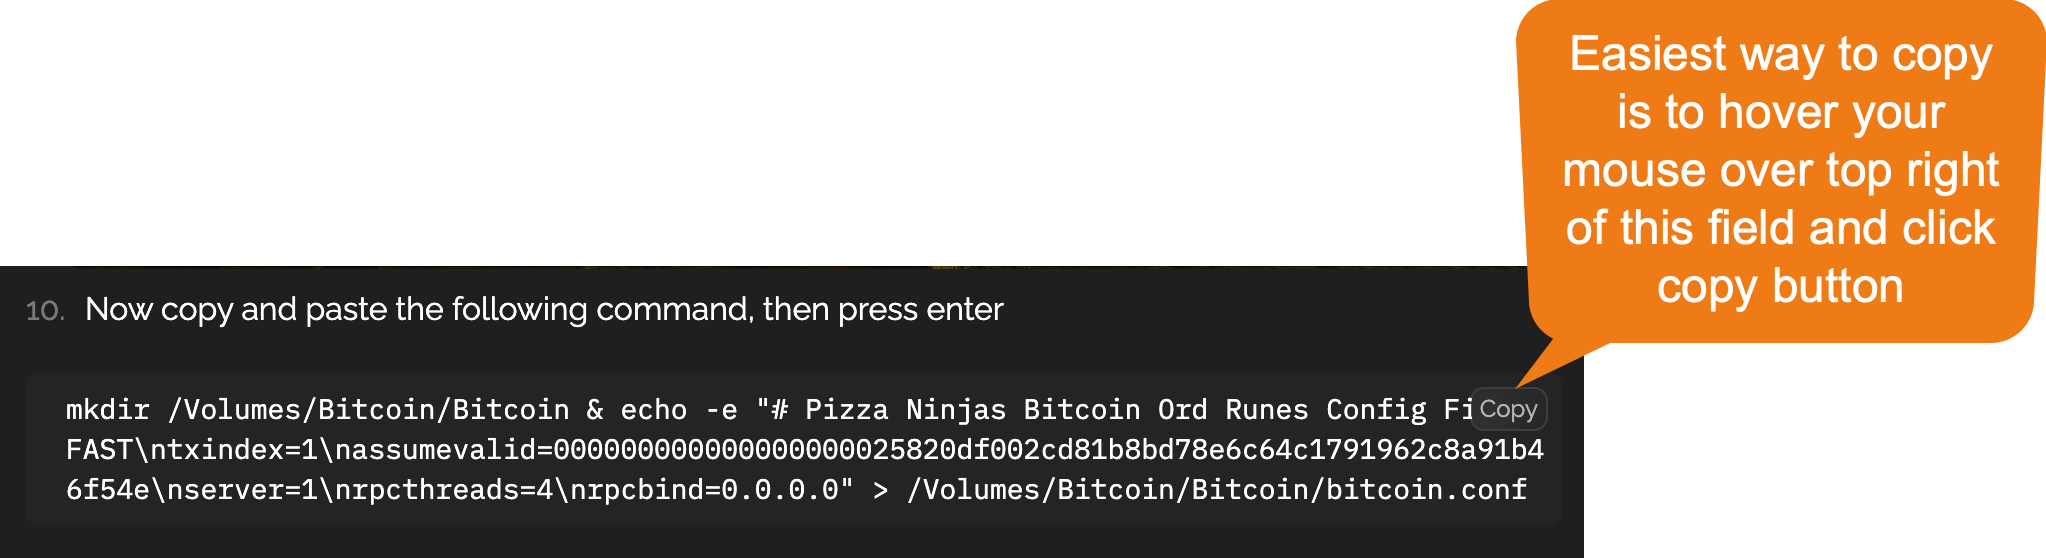 Easiest way to copy
is to hover your
mouse over top right
of this field and click
copy button
10. Now copy and paste the following command, then press enter
mkdir /Volumes/Bitcoin/Bitcoin & echo -e "# Pizza Ninjas Bitcoin Ord Runes Config Fi
Copy
FAST\ntxindex=1\nassumevalid=0000000000000000000025820df002cd81b8bd78e6c64c1791962c8a91b4
6f54e\nserver=1\nrpcthreads=4\nrpcbind=0.0.0.0" > /Volumes/Bitcoin/Bitcoin/bitcoin.conf